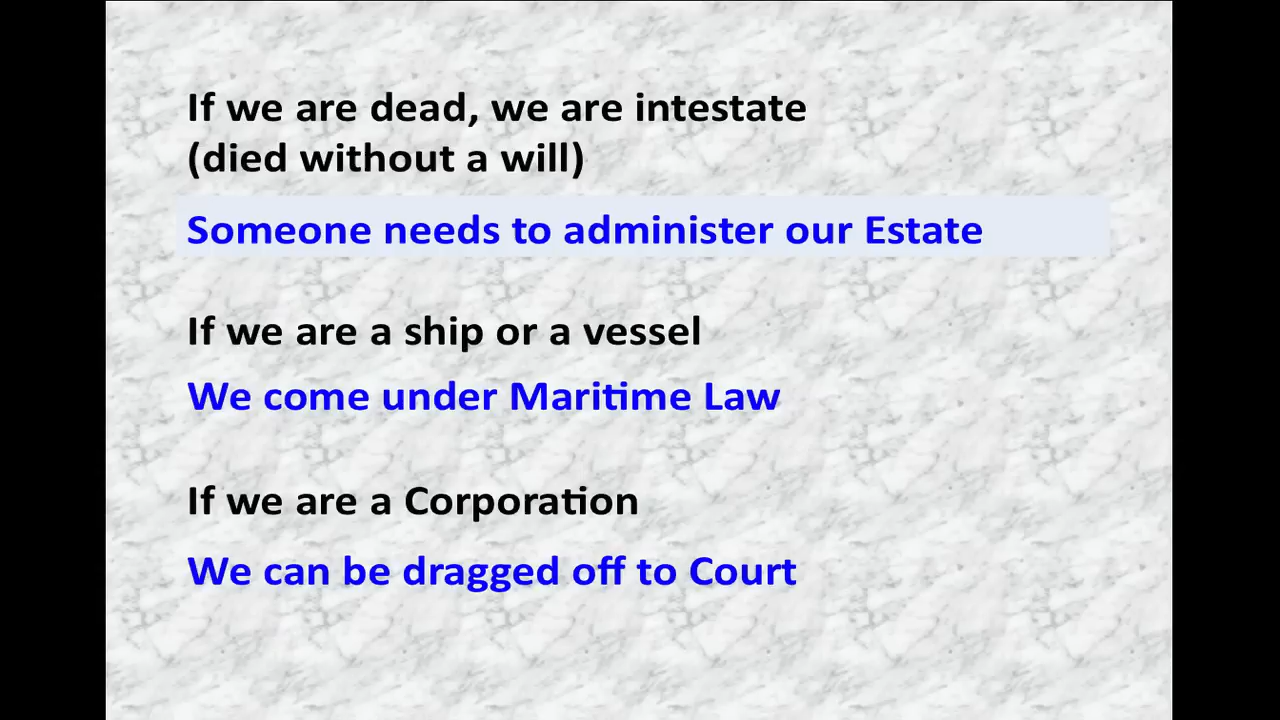 If we are dead, we are intestate
(died without a will)
Someone needs to administer our Estate
If we are a ship or a vessel
We come under Maritime Law
If we are a Corporation
We can be dragged off to Court